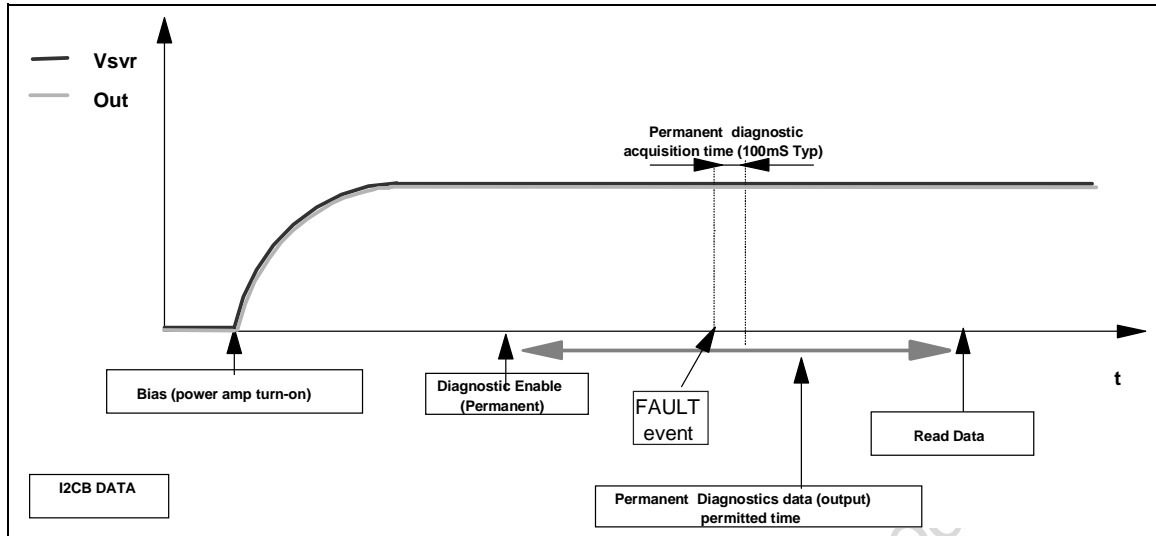 Vsvr
Out
Permanent diagnostic
acquisition time (100mS Typ)
Bias (power amp turn-on)
Diagnostic Enable
(Permanent)
FAULT
event
Read Data
t
I2CB DATA
Permanent Diagnostics data (output)
permitted time